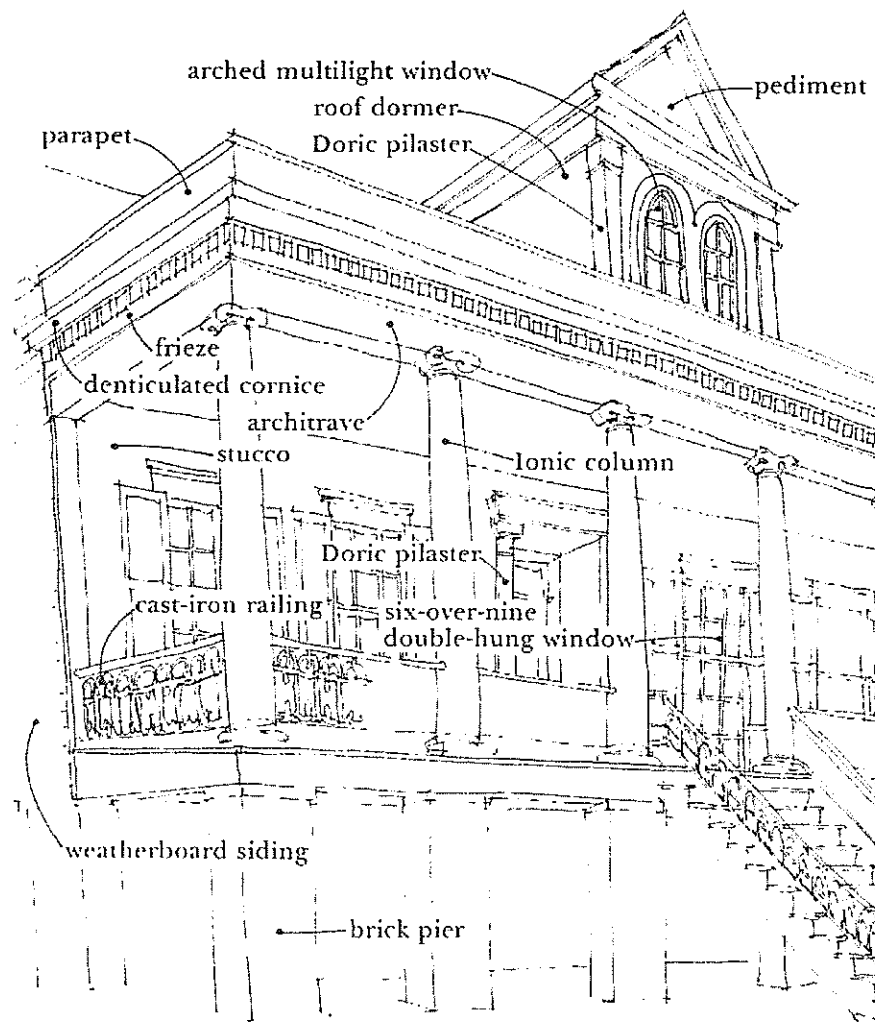 arched multilight window
pediment
roof dormer
Doric pilaster
parapet
frieze
denticulated cornice
architrave
stucco
Ionic column
Doric pilaster
cast-iron railing
six-over-nine
double-hung window
weatherboard siding
brick pier